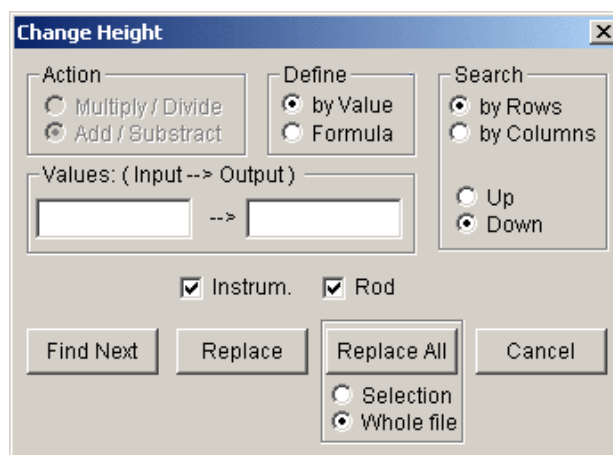 Change Height
Action
Multiply / Divide
Add / Substract
Define
by Value
Formula
Search
by Rows
by Columns
Up
Down
Values: ( Input --> Output )
-->
Instrum.
Rod
Find Next
Replace
Replace All
Cancel
Selection
Whole file